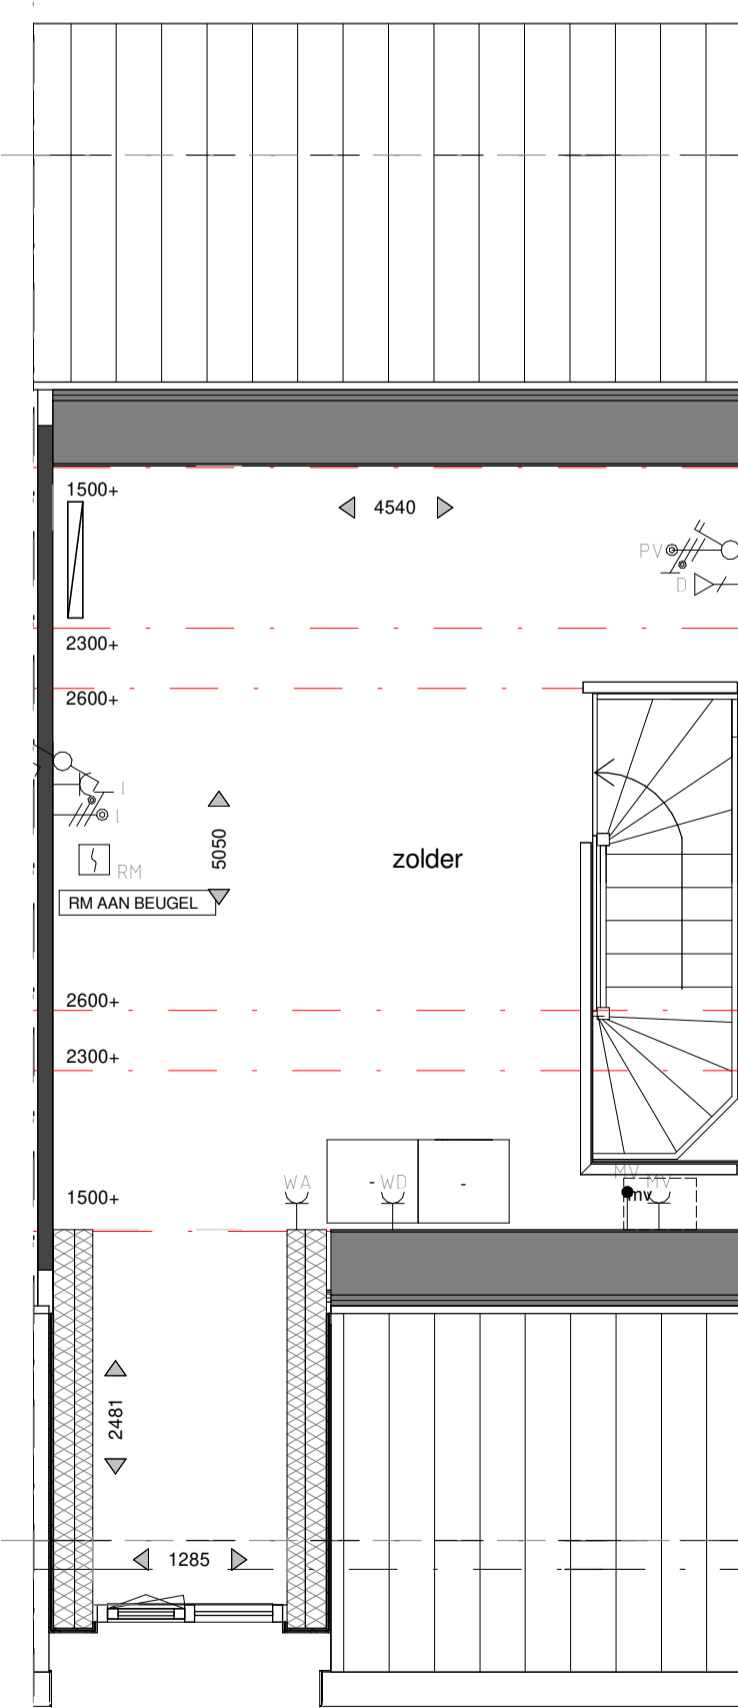 1500+
4540
PV
D
2300+
2600+
l
l
5050
zolder
RM
RM AAN BEUGEL
2600+
2300+
WA
-
WD
-
MV
MV
mv
1500+
2481
1285